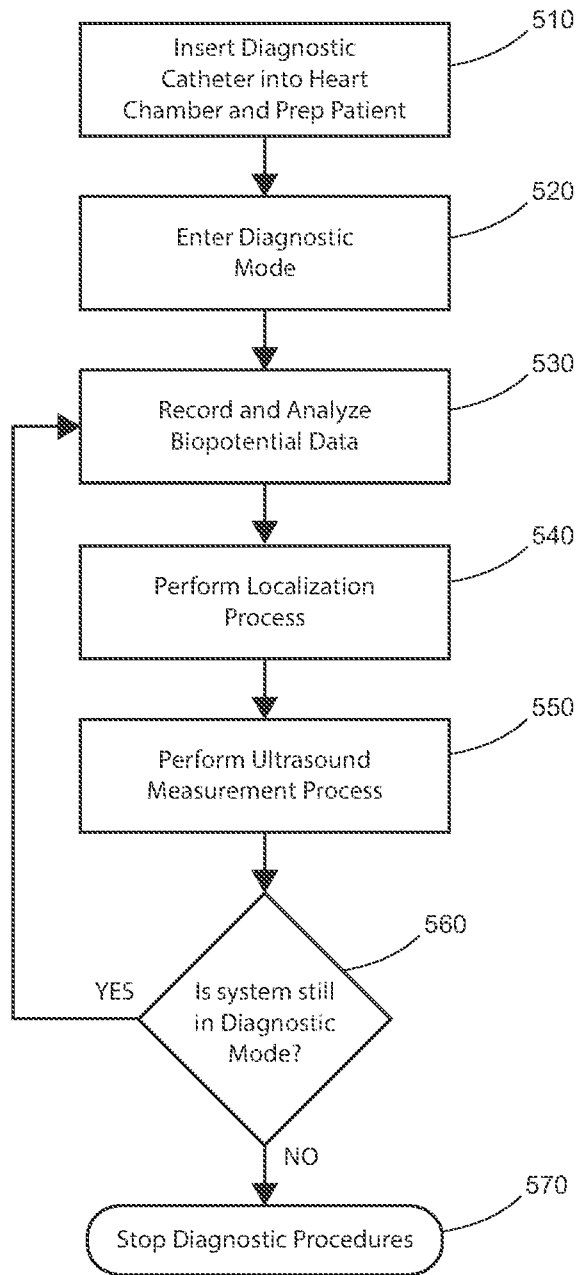 510
Insert Diagnostic
Catheter into Heart
Chamber and Prep Patient
520
Enter Diagnostic
Mode
530
Record and Analyze
Biopotential Data
540
Perform Localization
Process
550
Perform Ultrasound
Measurement Process
560
YES
Is system still
in Diagnostic
Mode?
NO
570
Stop Diagnostic Procedures